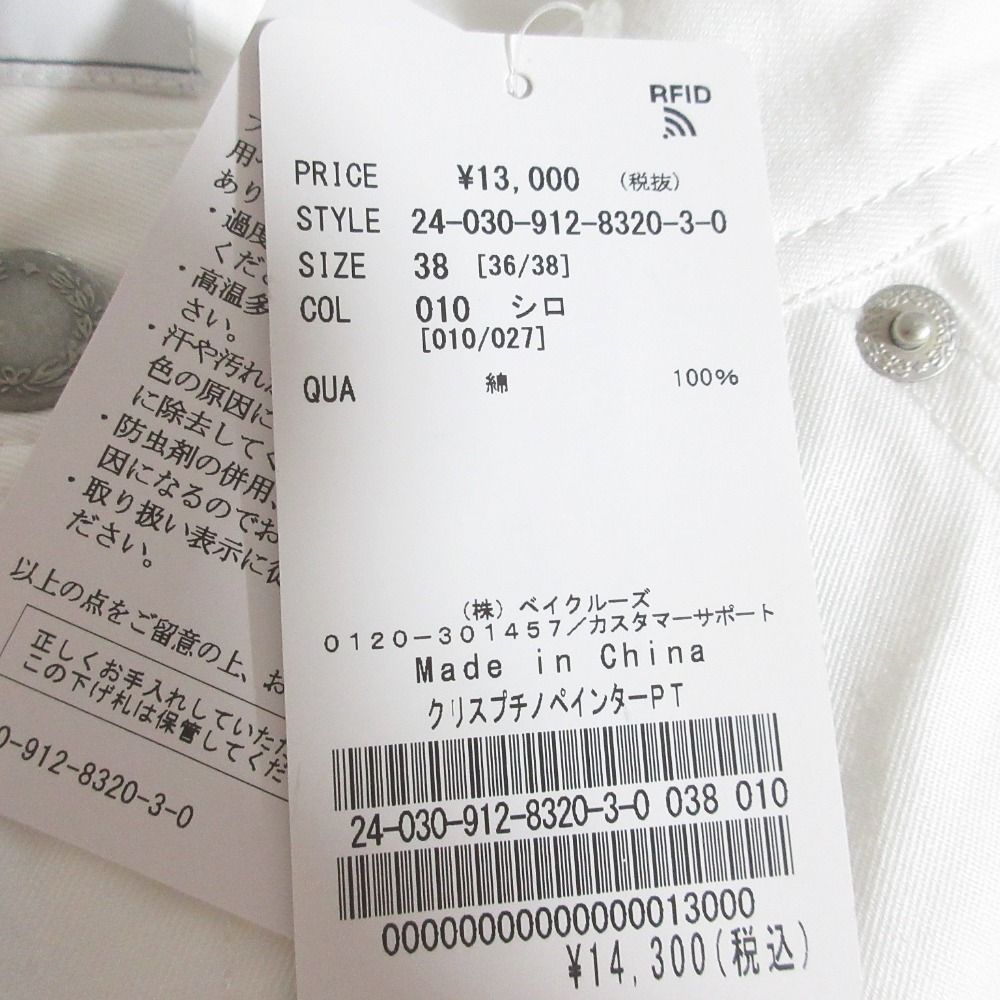 RFID
PRICE ¥13,000 (税抜)
STYLE 24-030-912-8320-3-0
SIZE 38 [36/38]
COL 010 シロ
[010/027]
QUA 綿 100%
(株) ベイクルーズ
0120-301457/カスタマーサポート
Made in China
クリスプチノペインターPT
24-030-912-8320-3-0 038 010
0000000000000013000
¥14,300(税込)
用
あり
・過度
くださ
・高温多
さい。
・汗や汚れ
色の原因に
に除去してく
・防虫剤の併用、
因になるのでお
・取り扱い表示に従
ださい。
以上の点をご留意の上、お
正しくお手入れしていただ
この下げ札は保管してくだ
0-912-8320-3-0